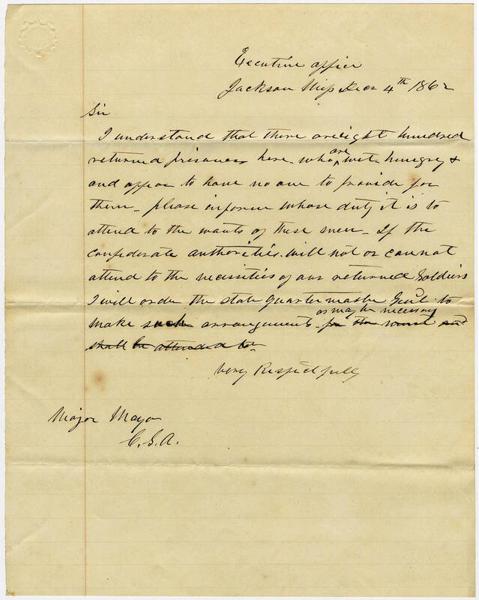 Executive office
Jackson Miss Dec 4th 1862
Sir
I understand that there are eight hundred
returned prisoners here, who are wet hungry &
and appear to have no one to provide for
them - please inform whose duty it is to
attend to the wants of these men - If the
confederate authorities will not or cannot
attend to the necessities of our returned Soldiers
I will order the state quarter master Genl to
as may be necessary
make such arrangements - for the
shall be attended to
Very Respectfully
Major Mayo
C.S.A.